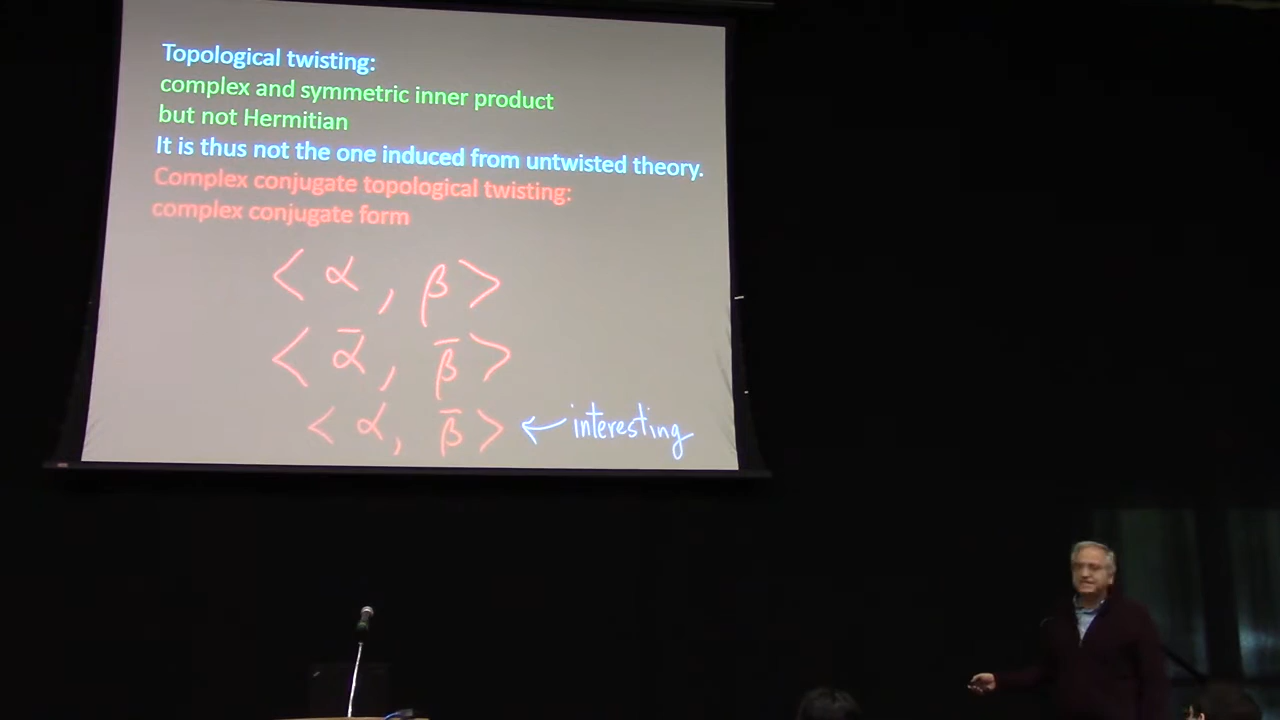 Topological twisting:
complex and symmetric inner product
but not Hermitian
It is thus not the one induced from untwisted theory.
Complex conjugate topological twisting:
complex conjugate form
< α , β >
< ᾱ , β̄ >
< α , β̄ > ← interesting